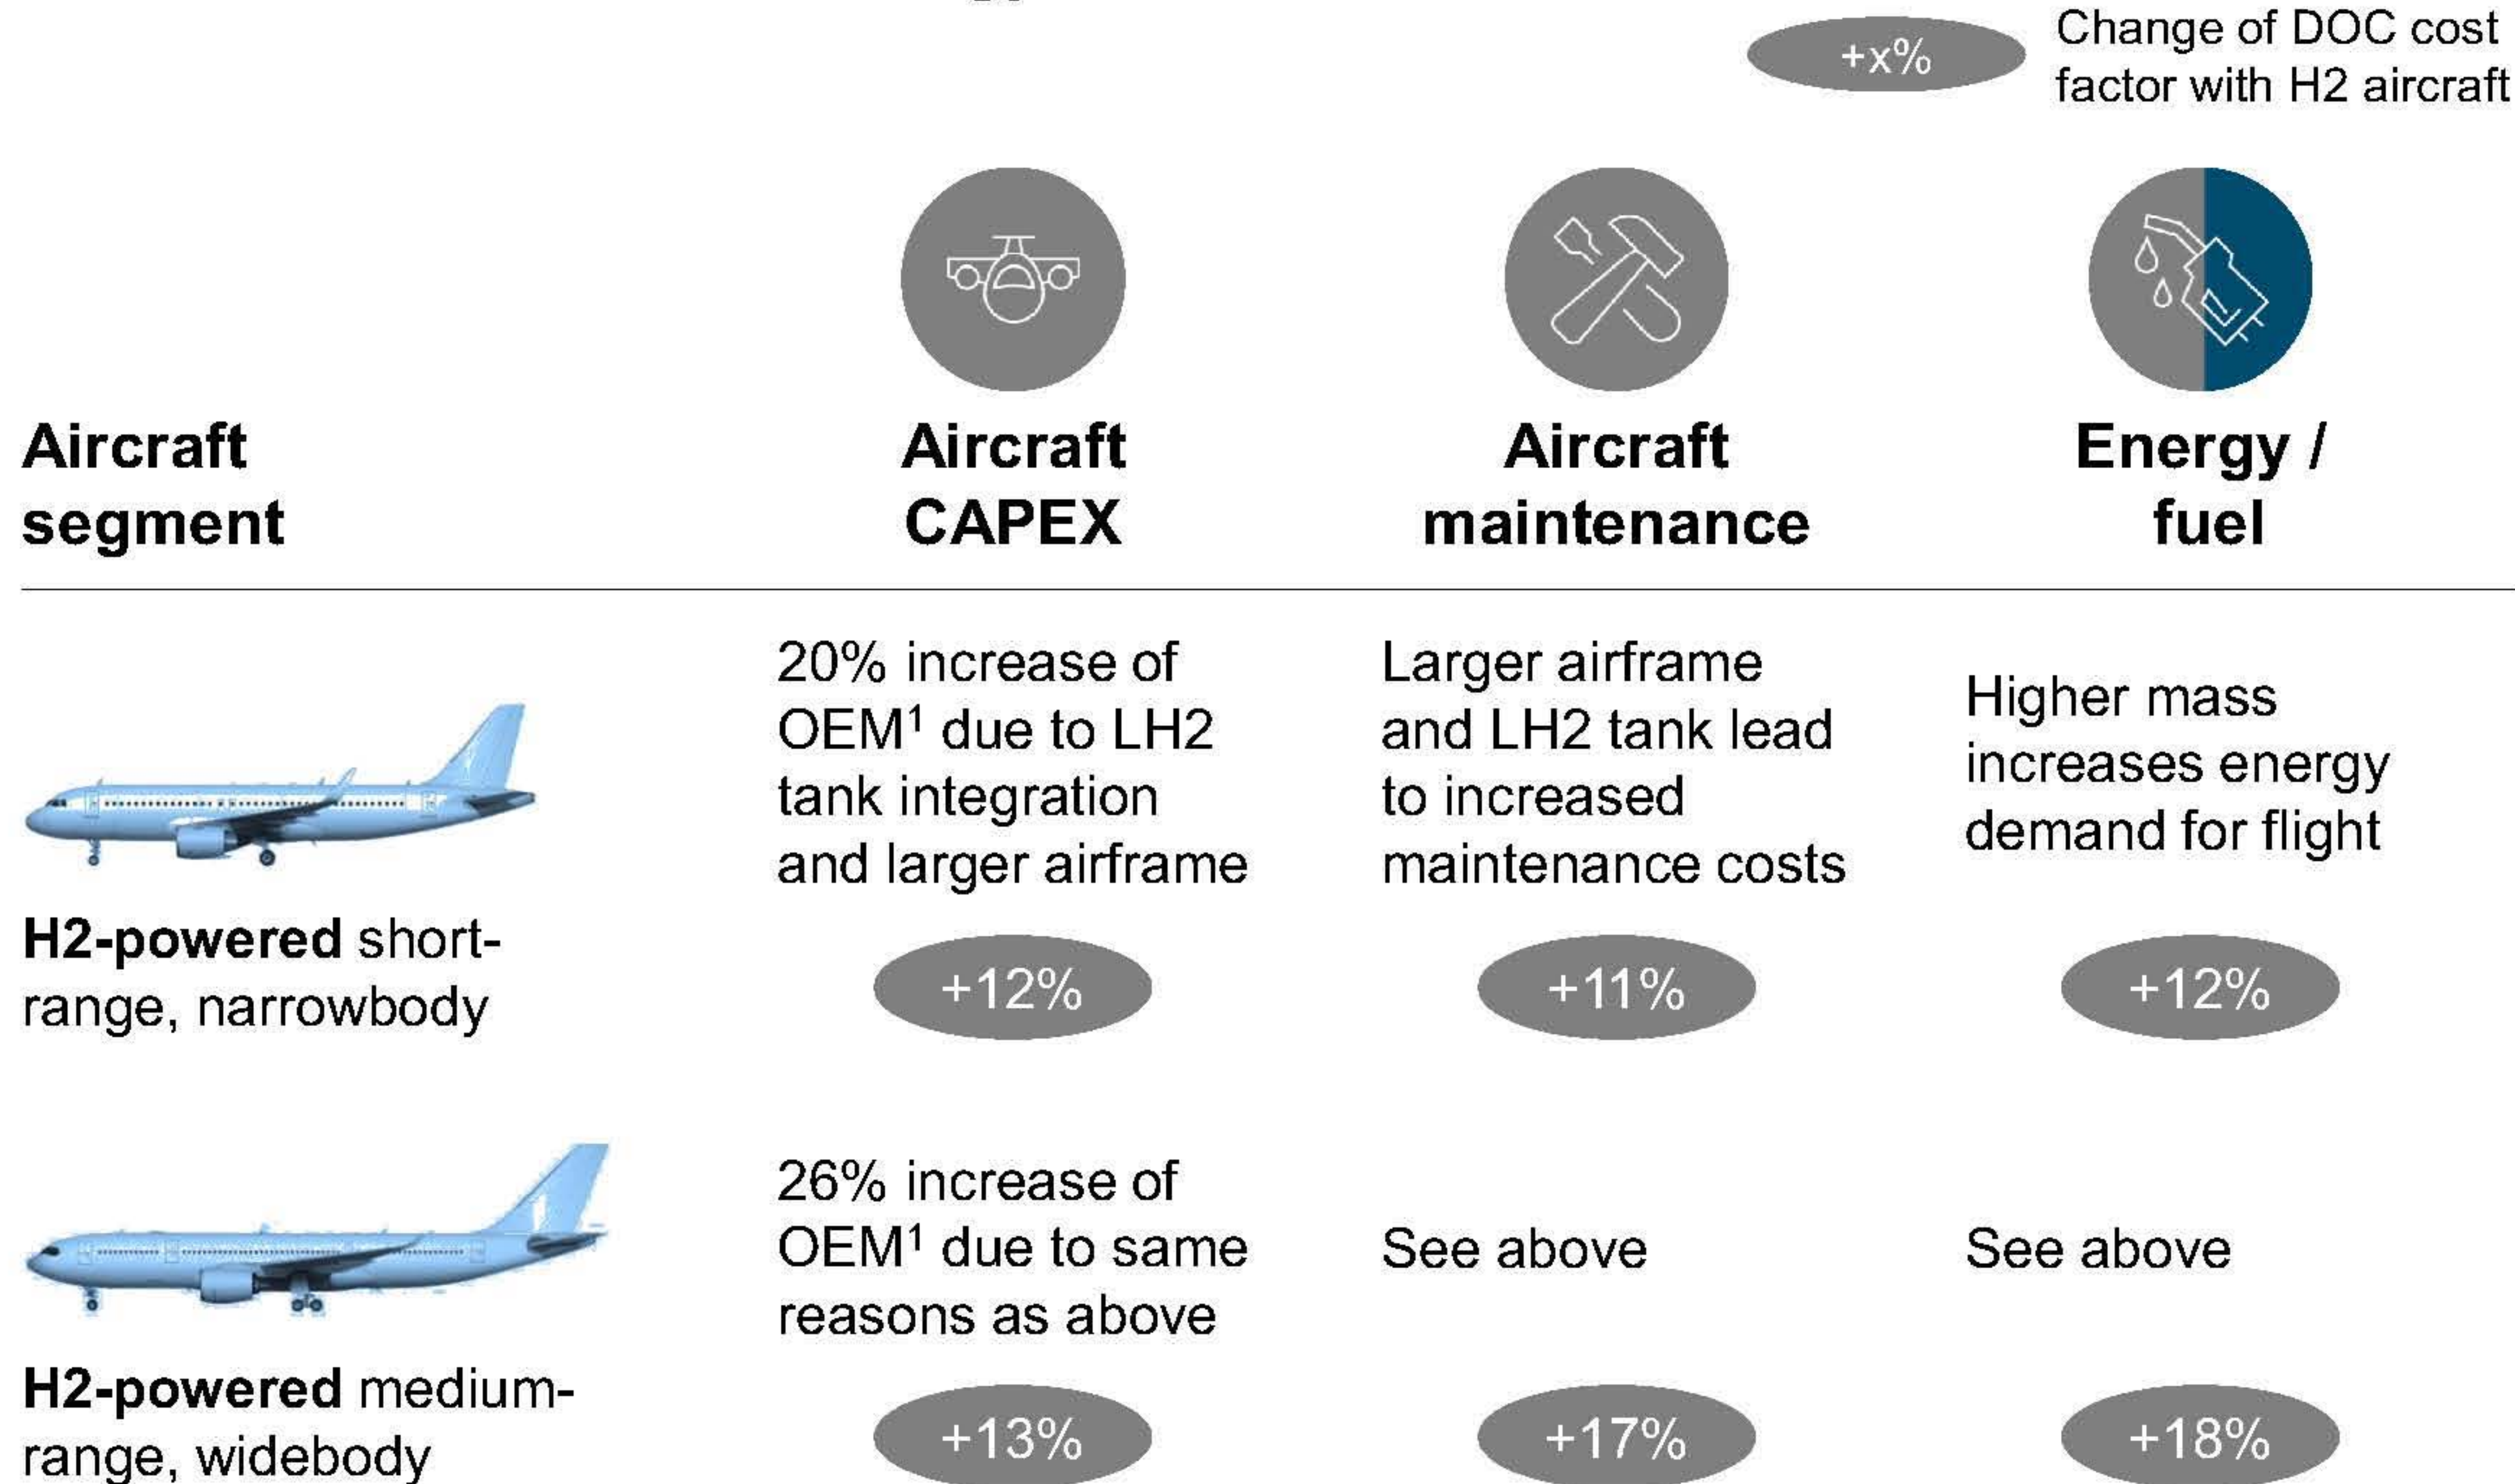 +x%
Change of DOC cost
factor with H2 aircraft
Aircraft
segment
Aircraft
CAPEX
Aircraft
maintenance
Energy /
fuel
20% increase of
OEM¹ due to LH2
tank integration
and larger airframe
Larger airframe
and LH2 tank lead
to increased
maintenance costs
Higher mass
increases energy
demand for flight
H2-powered short-
range, narrowbody
+12%
+11%
+12%
26% increase of
OEM¹ due to same
reasons as above
See above
See above
H2-powered medium-
range, widebody
+13%
+17%
+18%